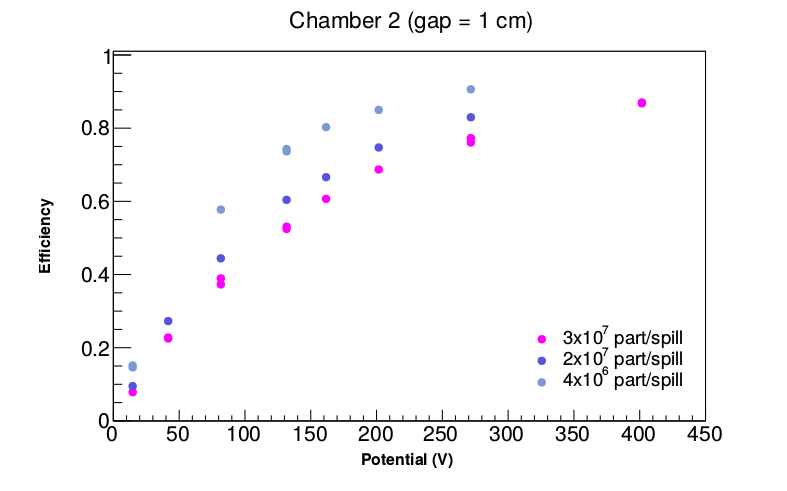 Chamber 2 (gap = 1 cm)
1
0.8
0.6
0.4
0.2
0
Efficiency
3x10⁷ part/spill
2x10⁷ part/spill
4x10⁶ part/spill
0 50 100 150 200 250 300 350 400 450
Potential (V)